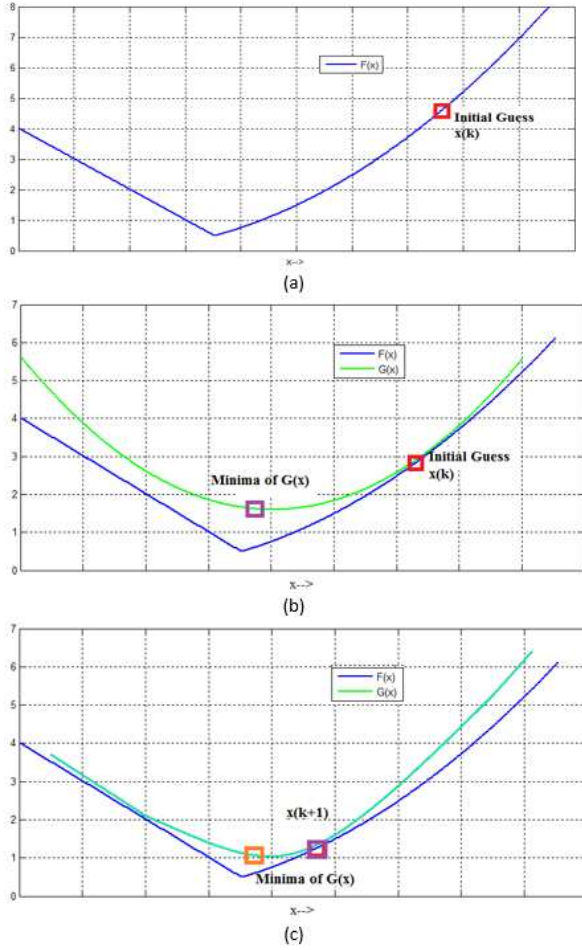 8
7
6
5
4
3
2
1
0
F(x)
Initial Guess
x(k)
x-->
(a)
7
6
5
4
3
2
1
0
F(x)
G(x)
Initial Guess
x(k)
Minima of G(x)
x-->
(b)
7
6
5
4
3
2
1
0
F(x)
G(x)
x(k+1)
Minima of G(x)
x-->
(c)